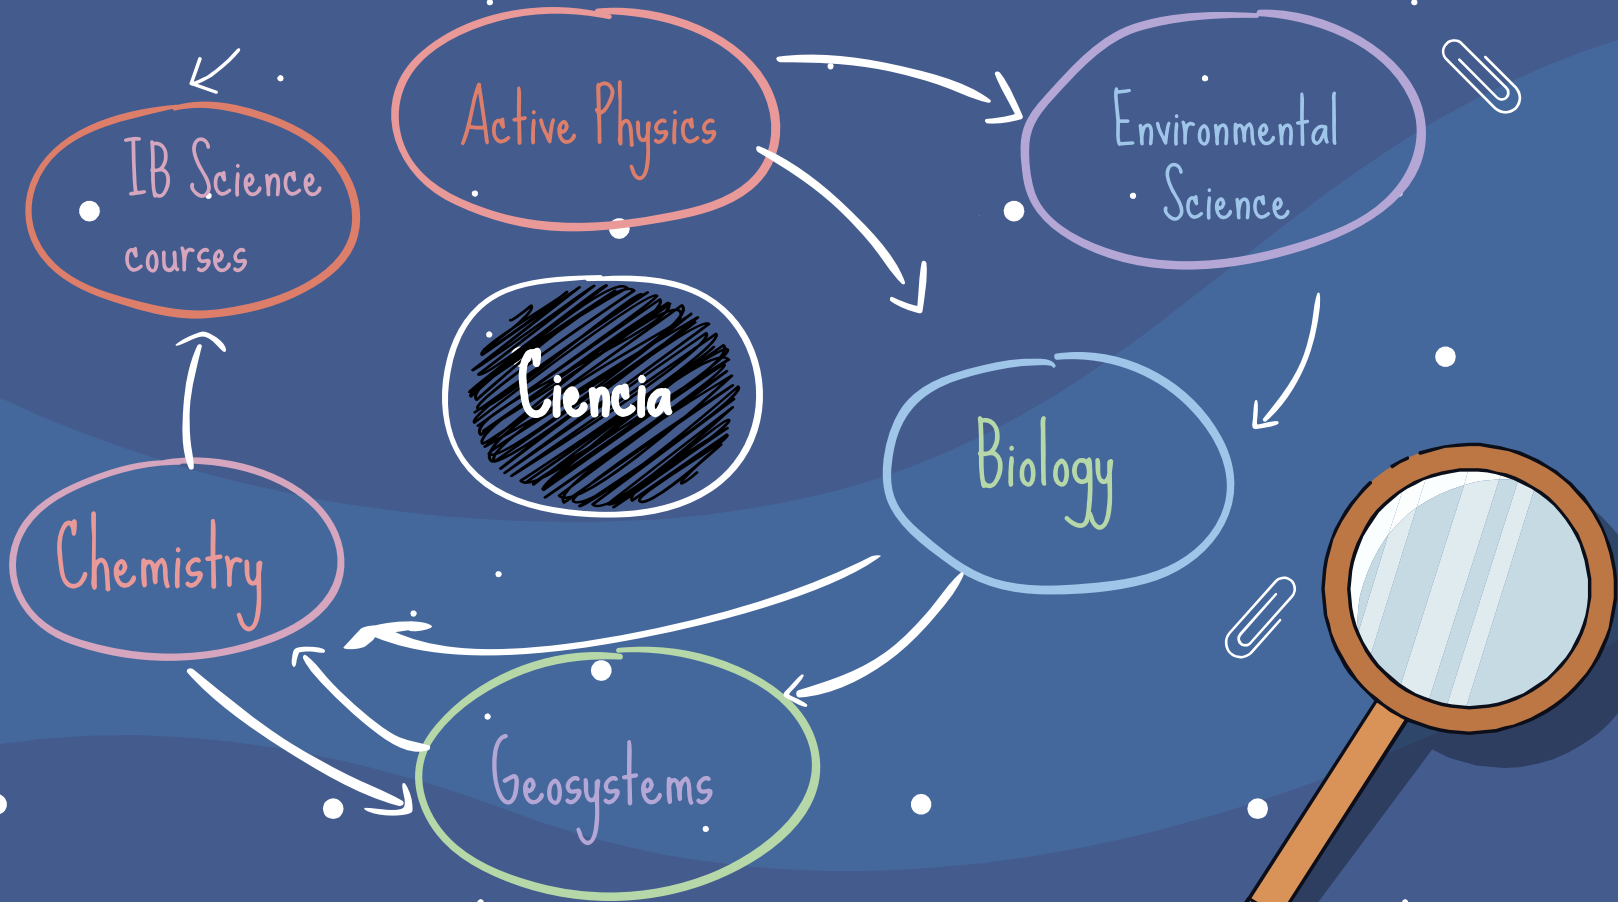 Active Physics
Environmental
Science
IB Science
courses
Ciencia
Biology
Chemistry
Geosystems